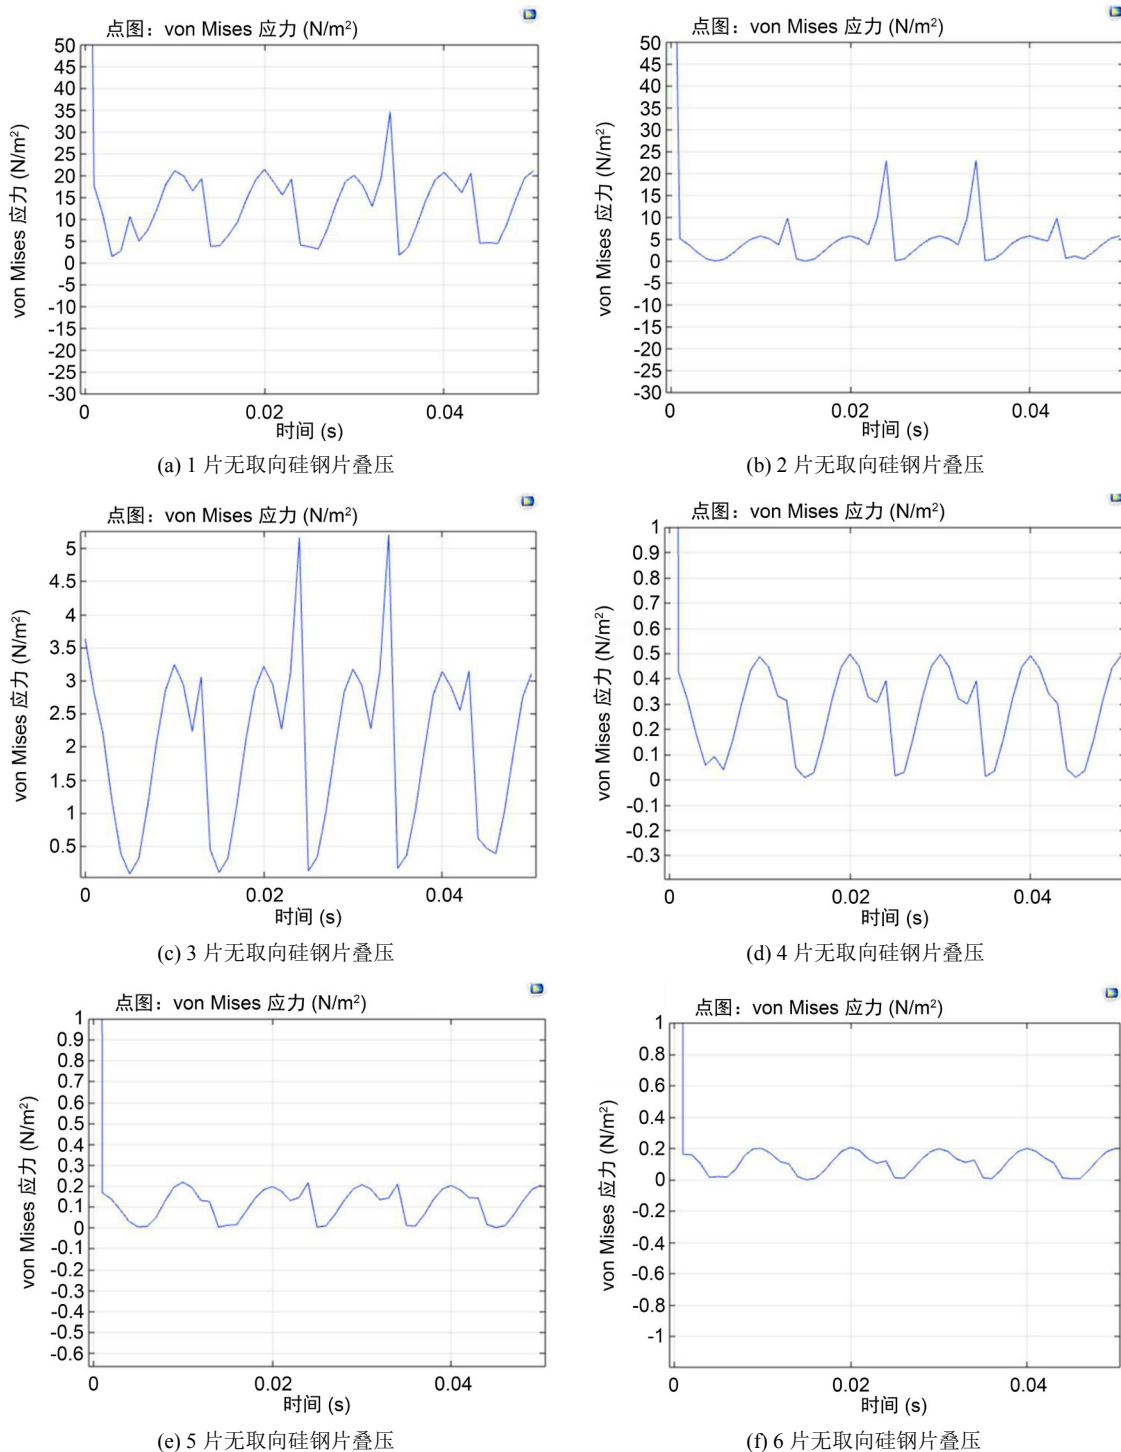 点图：von Mises 应力 (N/m²)
von Mises 应力 (N/m²)
50
45
40
35
30
25
20
15
10
5
0
-5
-10
-15
-20
-25
-30
0 0.02 0.04
时间 (s)
(a) 1 片无取向硅钢片叠压
点图：von Mises 应力 (N/m²)
von Mises 应力 (N/m²)
50
45
40
35
30
25
20
15
10
5
0
-5
-10
-15
-20
-25
-30
0 0.02 0.04
时间 (s)
(b) 2 片无取向硅钢片叠压
点图：von Mises 应力 (N/m²)
von Mises 应力 (N/m²)
5
4.5
4
3.5
3
2.5
2
1.5
1
0.5
0 0.02 0.04
时间 (s)
(c) 3 片无取向硅钢片叠压
点图：von Mises 应力 (N/m²)
von Mises 应力 (N/m²)
1
0.9
0.8
0.7
0.6
0.5
0.4
0.3
0.2
0.1
0
-0.1
-0.2
-0.3
0 0.02 0.04
时间 (s)
(d) 4 片无取向硅钢片叠压
点图：von Mises 应力 (N/m²)
von Mises 应力 (N/m²)
1
0.9
0.8
0.7
0.6
0.5
0.4
0.3
0.2
0.1
0
-0.1
-0.2
-0.3
-0.4
-0.5
-0.6
0 0.02 0.04
时间 (s)
(e) 5 片无取向硅钢片叠压
点图：von Mises 应力 (N/m²)
von Mises 应力 (N/m²)
1
0.8
0.6
0.4
0.2
0
-0.2
-0.4
-0.6
-0.8
-1
0 0.02 0.04
时间 (s)
(f) 6 片无取向硅钢片叠压